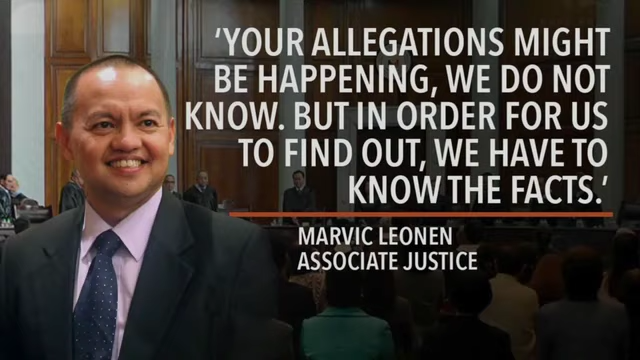 ‘YOUR ALLEGATIONS MIGHT
BE HAPPENING, WE DO NOT
KNOW. BUT IN ORDER FOR US
TO FIND OUT, WE HAVE TO
KNOW THE FACTS.’
MARVIC LEONEN
ASSOCIATE JUSTICE